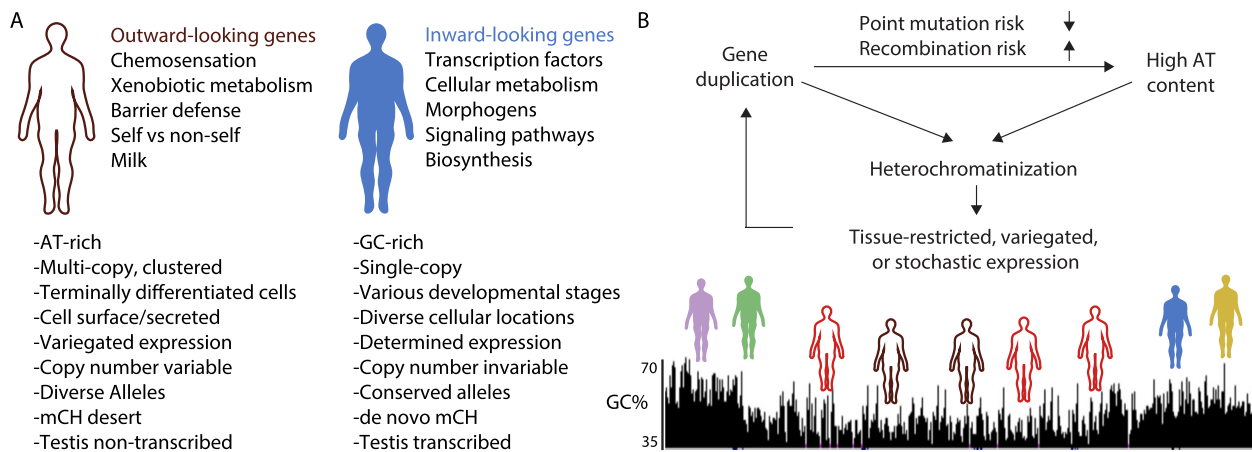 A
Outward-looking genes
Chemosensation
Xenobiotic metabolism
Barrier defense
Self vs non-self
Milk
-AT-rich
-Multi-copy, clustered
-Terminally differentiated cells
-Cell surface/secreted
-Variegated expression
-Copy number variable
-Diverse Alleles
-mCH desert
-Testis non-transcribed
Inward-looking genes
Transcription factors
Cellular metabolism
Morphogens
Signaling pathways
Biosynthesis
-GC-rich
-Single-copy
-Various developmental stages
-Diverse cellular locations
-Determined expression
-Copy number invariable
-Conserved alleles
-de novo mCH
-Testis transcribed
B
Gene
duplication
Point mutation risk
Recombination risk
High AT
content
Heterochromatinization
Tissue-restricted, variegated,
or stochastic expression
70
GC%
35